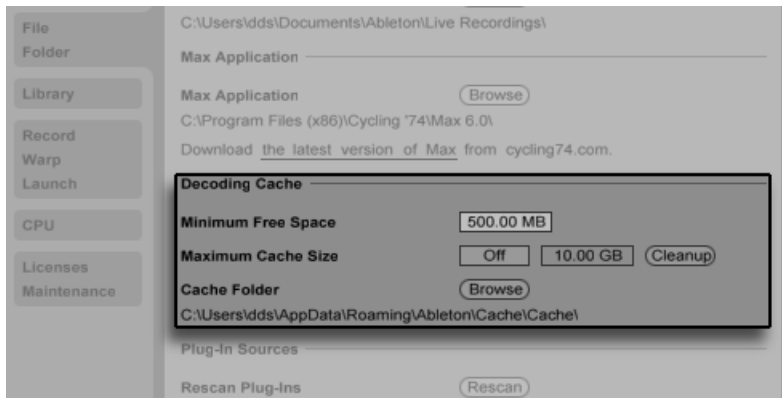 File
Folder
Library
Record
Warp
Launch
CPU
Licenses
Maintenance
C:\Users\dds\Documents\Ableton\Live Recordings\
Max Application
Max Application Browse
C:\Program Files (x86)\Cycling '74\Max 6.0\
Download the latest version of Max from cycling74.com.
Decoding Cache
Minimum Free Space 500.00 MB
Maximum Cache Size Off 10.00 GB Cleanup
Cache Folder Browse
C:\Users\dds\AppData\Roaming\Ableton\Cache\Cache\
Plug-In Sources
Rescan Plug-Ins Rescan